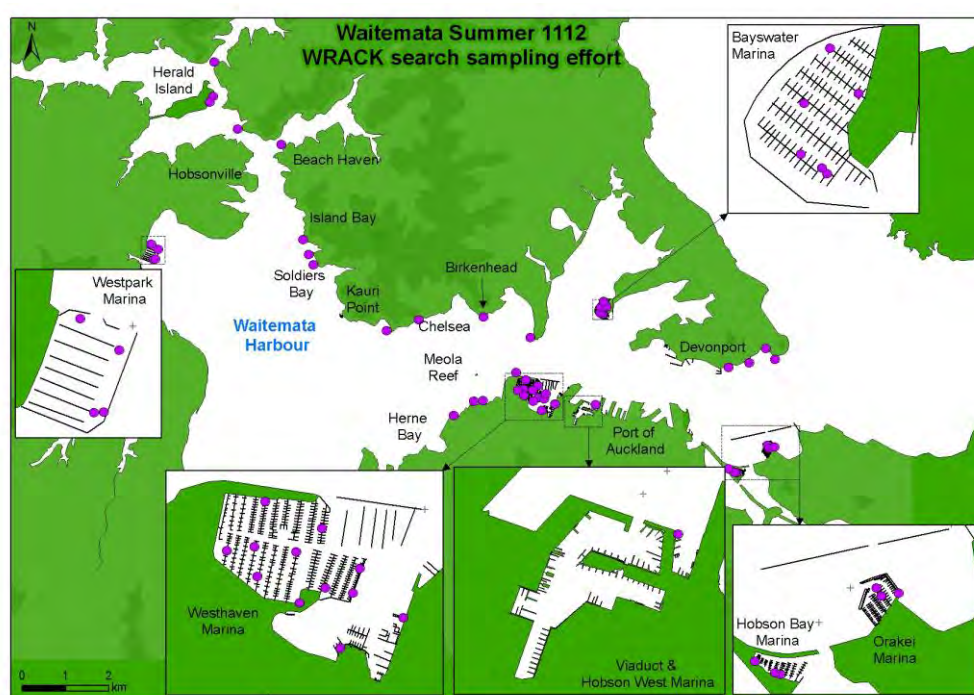 Waitemata Summer 1112
WRACK search sampling effort
N
Herald
Island
Bayswater
Marina
Hobsonville
Beach Haven
Island Bay
Soldiers
Bay
Kauri
Point
Birkenhead
Chelsea
Westpark
Marina
Waitemata
Harbour
Meola
Reef
Devonport
Herne
Bay
Port of
Auckland
Westhaven
Marina
Viaduct &
Hobson West Marina
Hobson Bay
Marina
Orakei
Marina
0 1 2
km